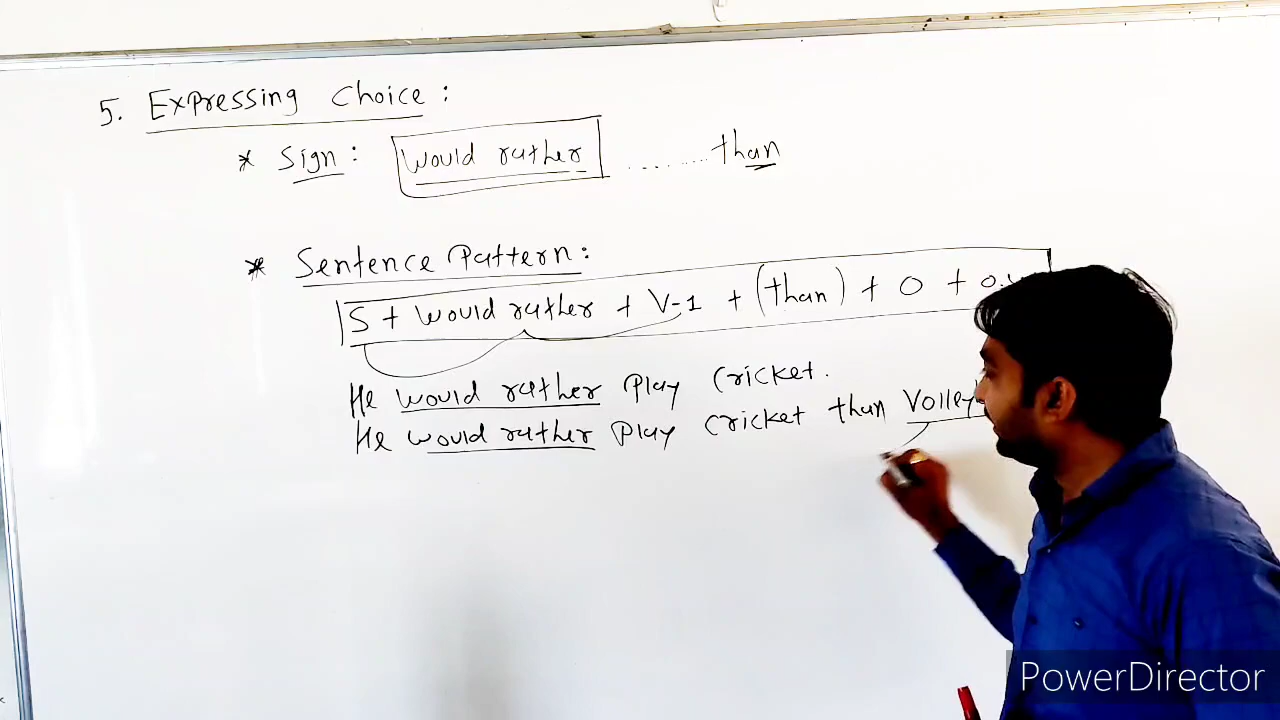 5. Expressing Choice:
* Sign: Would rather ......... than
* Sentence Pattern:
S + Would rather + V-1 + (than) + O + O.
He would rather Play Cricket.
He would rather Play Cricket than Volley
PowerDirector